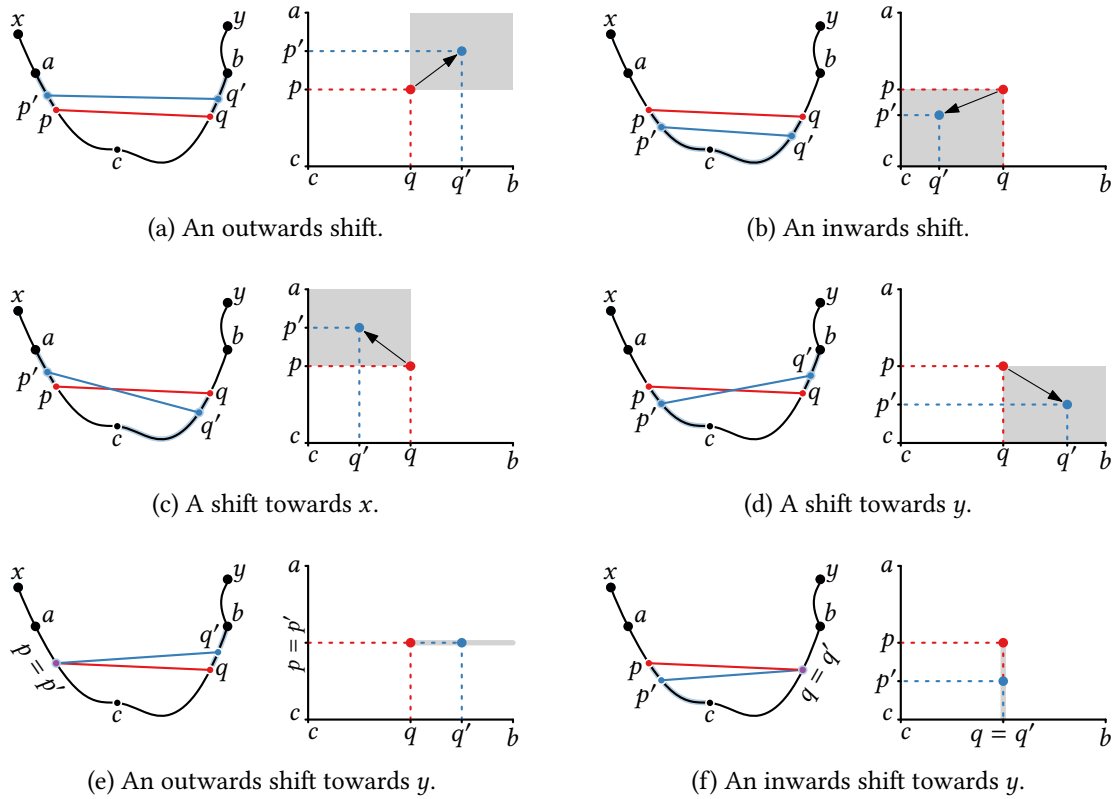 x
a
p′
p
q′
q
c
b
y
a
p′
p
c
c
q
q′
b
(a) An outwards shift.
x
a
p
p′
c
q
q′
b
y
a
p
p′
c
c
q′
q
b
(b) An inwards shift.
x
a
p′
p
c
q
q′
b
y
a
p′
p
c
c
q′
q
b
(c) A shift towards x.
x
a
p
p′
c
q′
q
b
y
a
p
p′
c
c
q
q′
b
(d) A shift towards y.
x
a
p = p′
c
q′
q
b
y
a
p = p′
c
c
q
q′
b
(e) An outwards shift towards y.
x
a
p
p′
c
q = q′
b
y
a
p
p′
c
c
q = q′
b
(f) An inwards shift towards y.